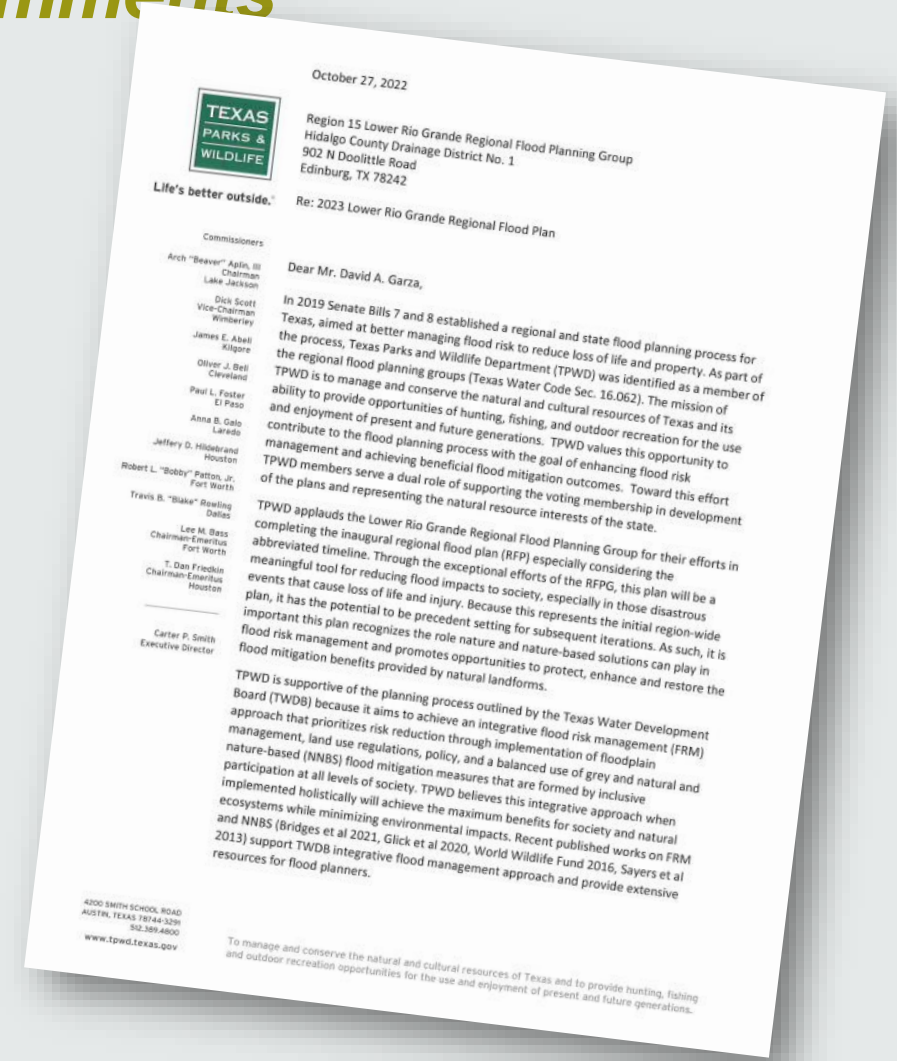 October 27, 2022
TEXAS
PARKS &
WILDLIFE
Life's better outside.®
Region 15 Lower Rio Grande Regional Flood Planning Group
Hidalgo County Drainage District No. 1
902 N Doolittle Road
Edinburg, TX 78242
Re: 2023 Lower Rio Grande Regional Flood Plan
Commissioners
Arch "Beaver" Aplin, III
Chairman
Lake Jackson
Dick Scott
Vice-Chairman
Wimberley
James E. Abell
Kilgore
Oliver J. Bell
Cleveland
Paul L. Foster
El Paso
Anna B. Galo
Laredo
Jeffery D. Hildebrand
Houston
Robert L. "Bobby" Patton, Jr.
Fort Worth
Travis B. "Blake" Rowling
Dallas
Lee M. Bass
Chairman-Emeritus
Fort Worth
T. Dan Friedkin
Chairman-Emeritus
Houston
Carter P. Smith
Executive Director
Dear Mr. David A. Garza,
In 2019 Senate Bills 7 and 8 established a regional and state flood planning process for
Texas, aimed at better managing flood risk to reduce loss of life and property. As part of
the process, Texas Parks and Wildlife Department (TPWD) was identified as a member of
the regional flood planning groups (Texas Water Code Sec. 16.062). The mission of
TPWD is to manage and conserve the natural and cultural resources of Texas and its
ability to provide opportunities of hunting, fishing, and outdoor recreation for the use
and enjoyment of present and future generations. TPWD values this opportunity to
contribute to the flood planning process with the goal of enhancing flood risk
management and achieving beneficial flood mitigation outcomes. Toward this effort
TPWD members serve a dual role of supporting the voting membership in development
of the plans and representing the natural resource interests of the state.
TPWD applauds the Lower Rio Grande Regional Flood Planning Group for their efforts in
completing the inaugural regional flood plan (RFP) especially considering the
abbreviated timeline. Through the exceptional efforts of the RFPG, this plan will be a
meaningful tool for reducing flood impacts to society, especially in those disastrous
events that cause loss of life and injury. Because this represents the initial region-wide
plan, it has the potential to be precedent setting for subsequent iterations. As such, it is
important this plan recognizes the role nature and nature-based solutions can play in
flood risk management and promotes opportunities to protect, enhance and restore the
flood mitigation benefits provided by natural landforms.
TPWD is supportive of the planning process outlined by the Texas Water Development
Board (TWDB) because it aims to achieve an integrative flood risk management (FRM)
approach that prioritizes risk reduction through implementation of floodplain
management, land use regulations, policy, and a balanced use of grey and natural and
nature-based (NNBS) flood mitigation measures that are formed by inclusive
participation at all levels of society. TPWD believes this integrative approach when
implemented holistically will achieve the maximum benefits for society and natural
ecosystems while minimizing environmental impacts. Recent published works on FRM
and NNBS (Bridges et al 2021, Glick et al 2020, World Wildlife Fund 2016, Sayers et al
2013) support TWDB integrative flood management approach and provide extensive
resources for flood planners.
4200 SMITH SCHOOL ROAD
AUSTIN, TEXAS 78744-3291
512.389.4800
www.tpwd.texas.gov
To manage and conserve the natural and cultural resources of Texas and to provide hunting, fishing
and outdoor recreation opportunities for the use and enjoyment of present and future generations.